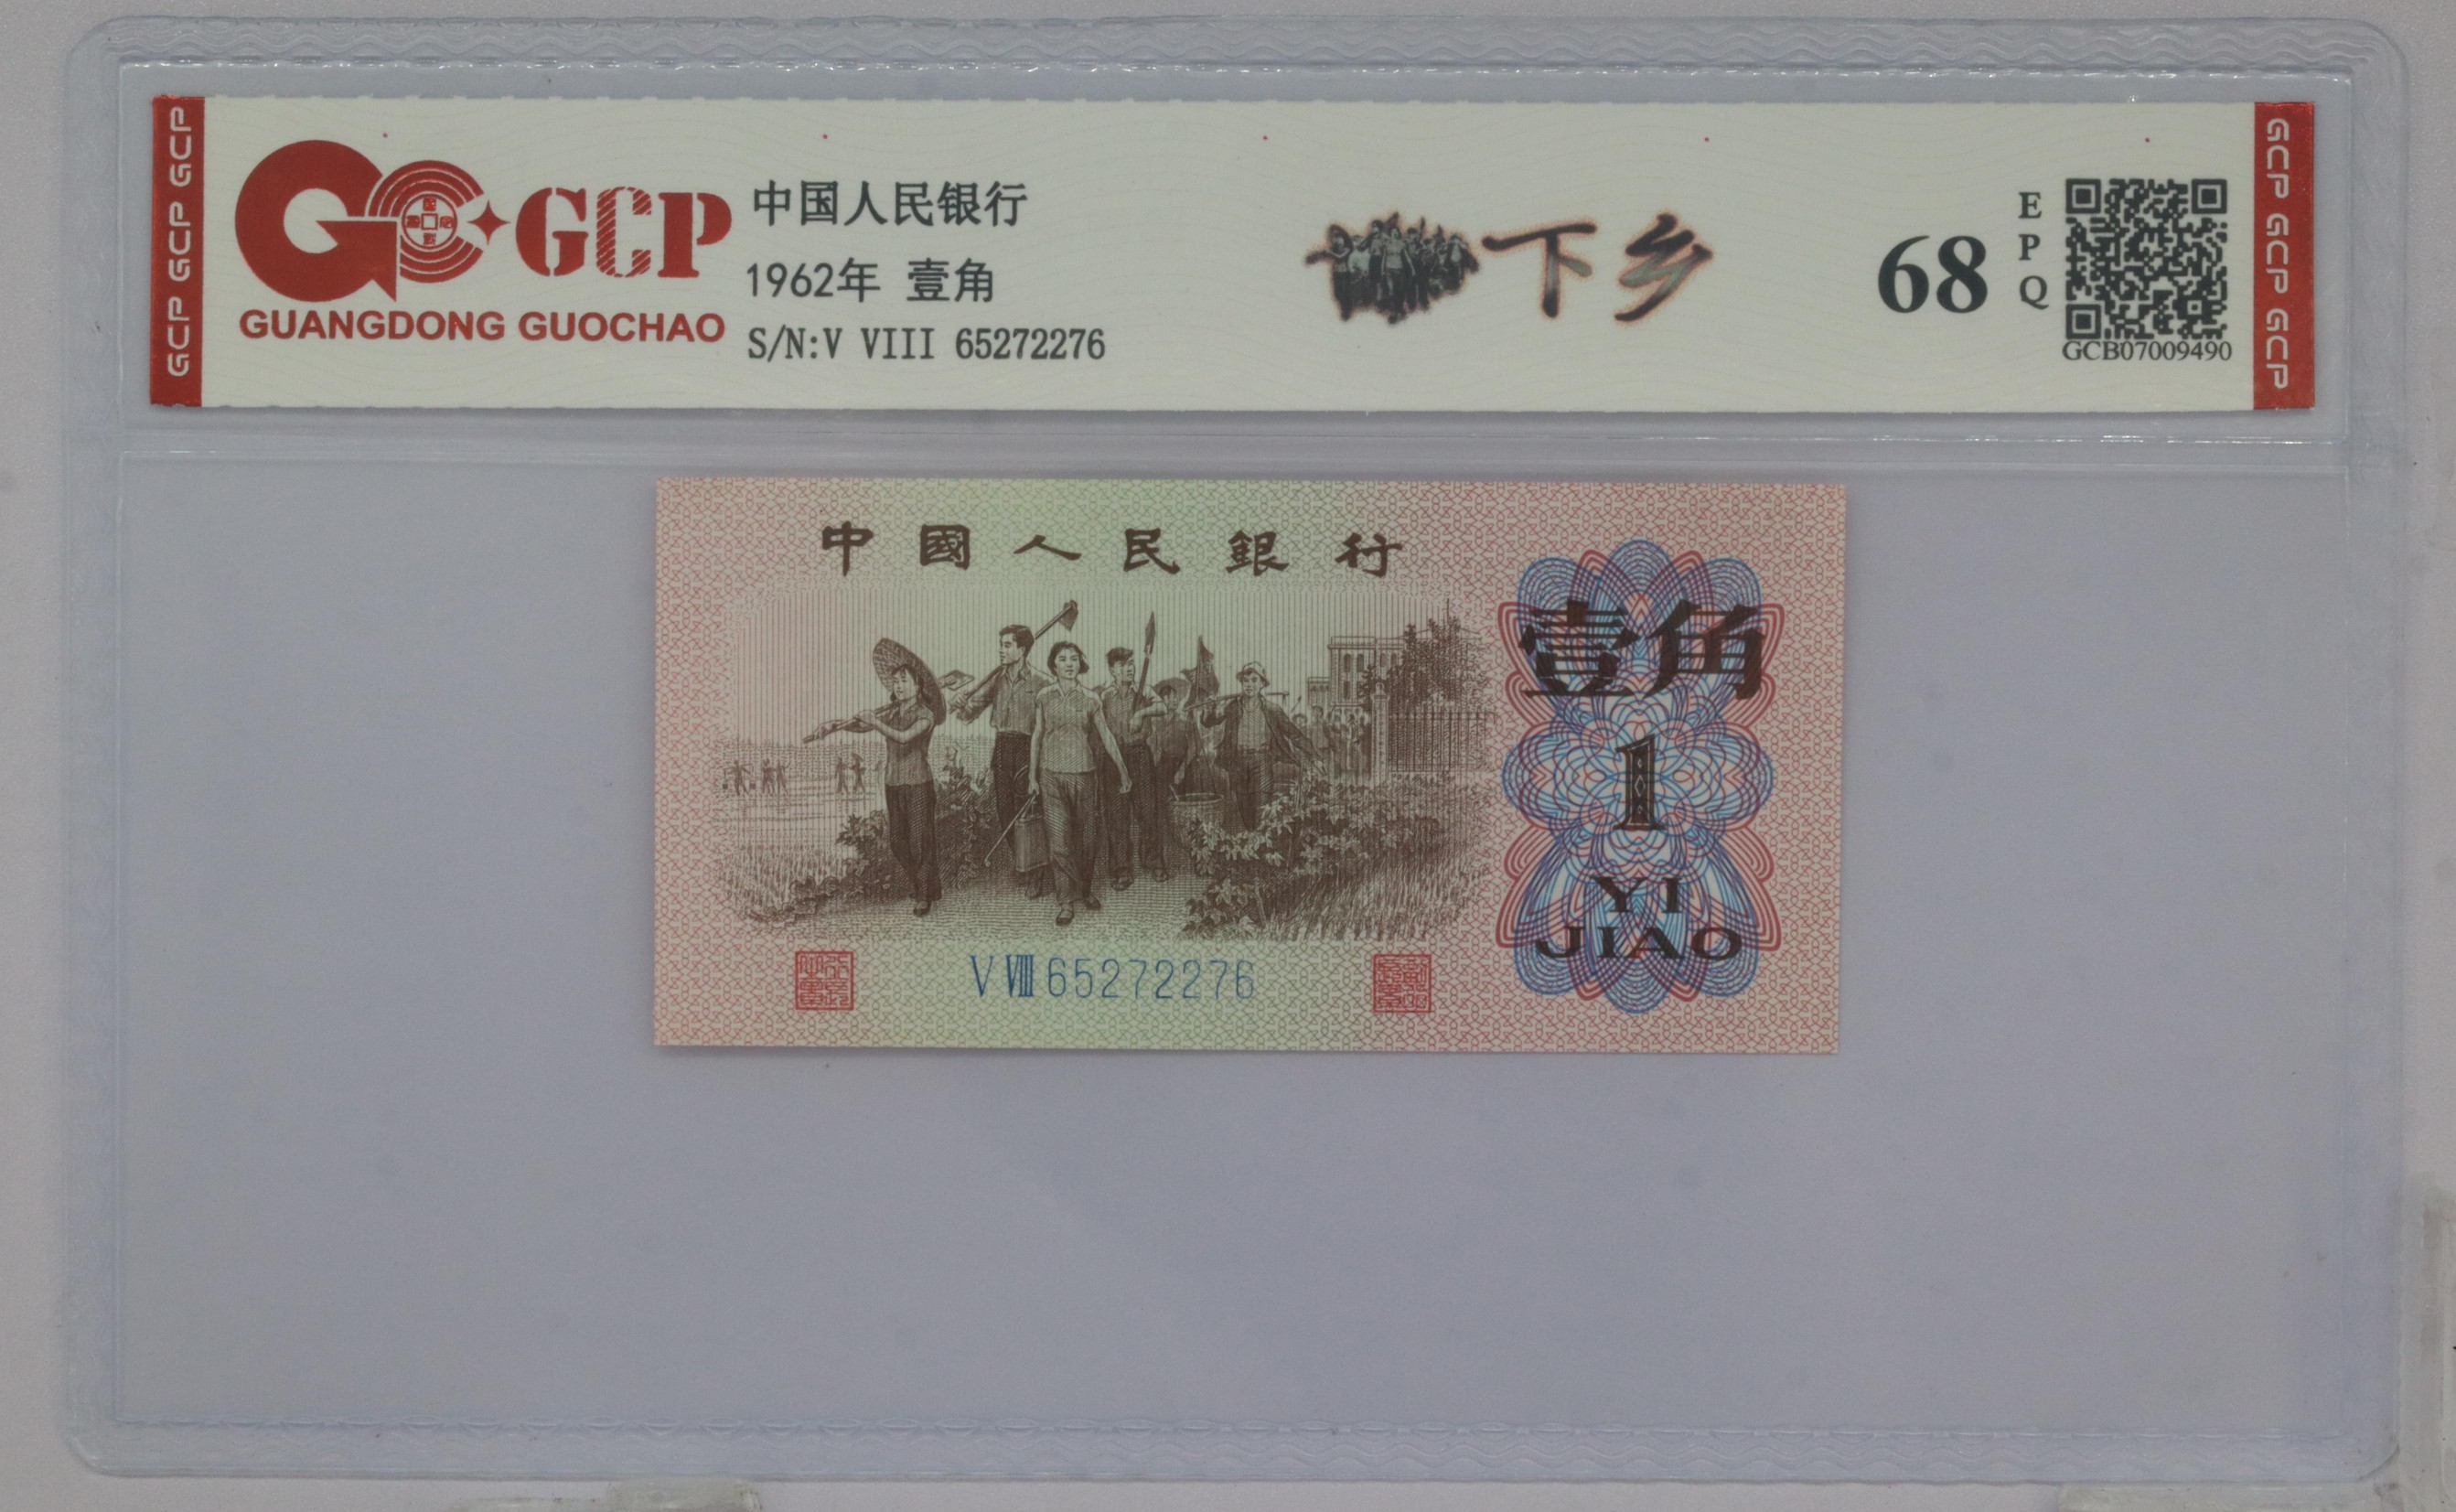 GCP GCP GCP
GCP
GUANGDONG GUOCHAO
中国人民银行
1962年 壹角
S/N:V VIII 65272276
下乡
68
E
P
Q
GCB07009490
GCP GCP GCP
中國人民銀行
壹角
1
YI
JIAO
V VIII 65272276